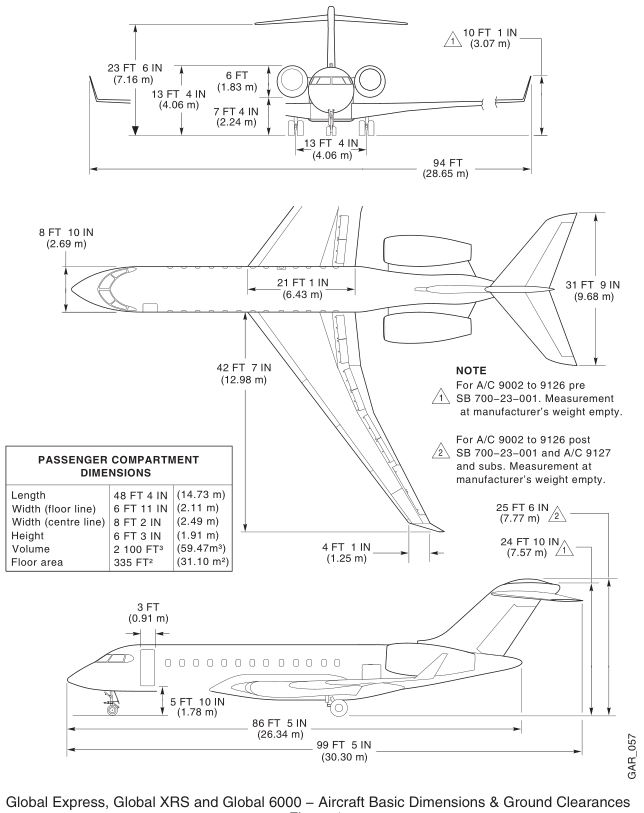 10 FT 1 IN
1
(3.07 m)
23 FT 6 IN
(7.16 m)
6 FT
(1.83 m)
13 FT 4 IN
(4.06 m)
7 FT 4 IN
(2.24 m)
13 FT 4 IN
(4.06 m)
94 FT
(28.65 m)
8 FT 10 IN
(2.69 m)
21 FT 1 IN
(6.43 m)
31 FT 9 IN
(9.68 m)
42 FT 7 IN
(12.98 m)
NOTE
1
For A/C 9002 to 9126 pre
SB 700–23–001. Measurement
at manufacturer's weight empty.
2
For A/C 9002 to 9126 post
SB 700–23–001 and A/C 9127
and subs. Measurement at
manufacturer's weight empty.
PASSENGER COMPARTMENT
DIMENSIONS
Length 48 FT 4 IN (14.73 m)
Width (floor line) 6 FT 11 IN (2.11 m)
Width (centre line) 8 FT 2 IN (2.49 m)
Height 6 FT 3 IN (1.91 m)
Volume 2 100 FT³ (59.47m³)
Floor area 335 FT² (31.10 m²)
25 FT 6 IN
(7.77 m) 2
24 FT 10 IN
(7.57 m) 1
4 FT 1 IN
(1.25 m)
3 FT
(0.91 m)
5 FT 10 IN
(1.78 m)
86 FT 5 IN
(26.34 m)
99 FT 5 IN
(30.30 m)
GAR_057
Global Express, Global XRS and Global 6000 – Aircraft Basic Dimensions & Ground Clearances